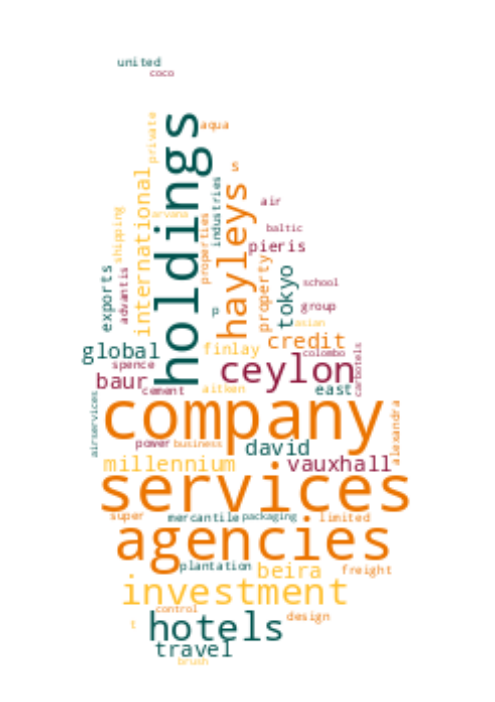 united
coco
private
holdings
aqua
s
international
hayleys
industries
air
arvana
shipping
properties
baltic
pieris
advantis
exports
property
tokyo
school
p
group
asian
global
finlay
credit
colombo
spence
ceylon
carbotels
baur
cement
aitken
east
airservices
company
alexandra
power
business
david
millennium
vauxhall
services
super
mercantile
packaging
limited
agencies
plantation
beira
freight
investment
control
t
hotels
design
travel
brush